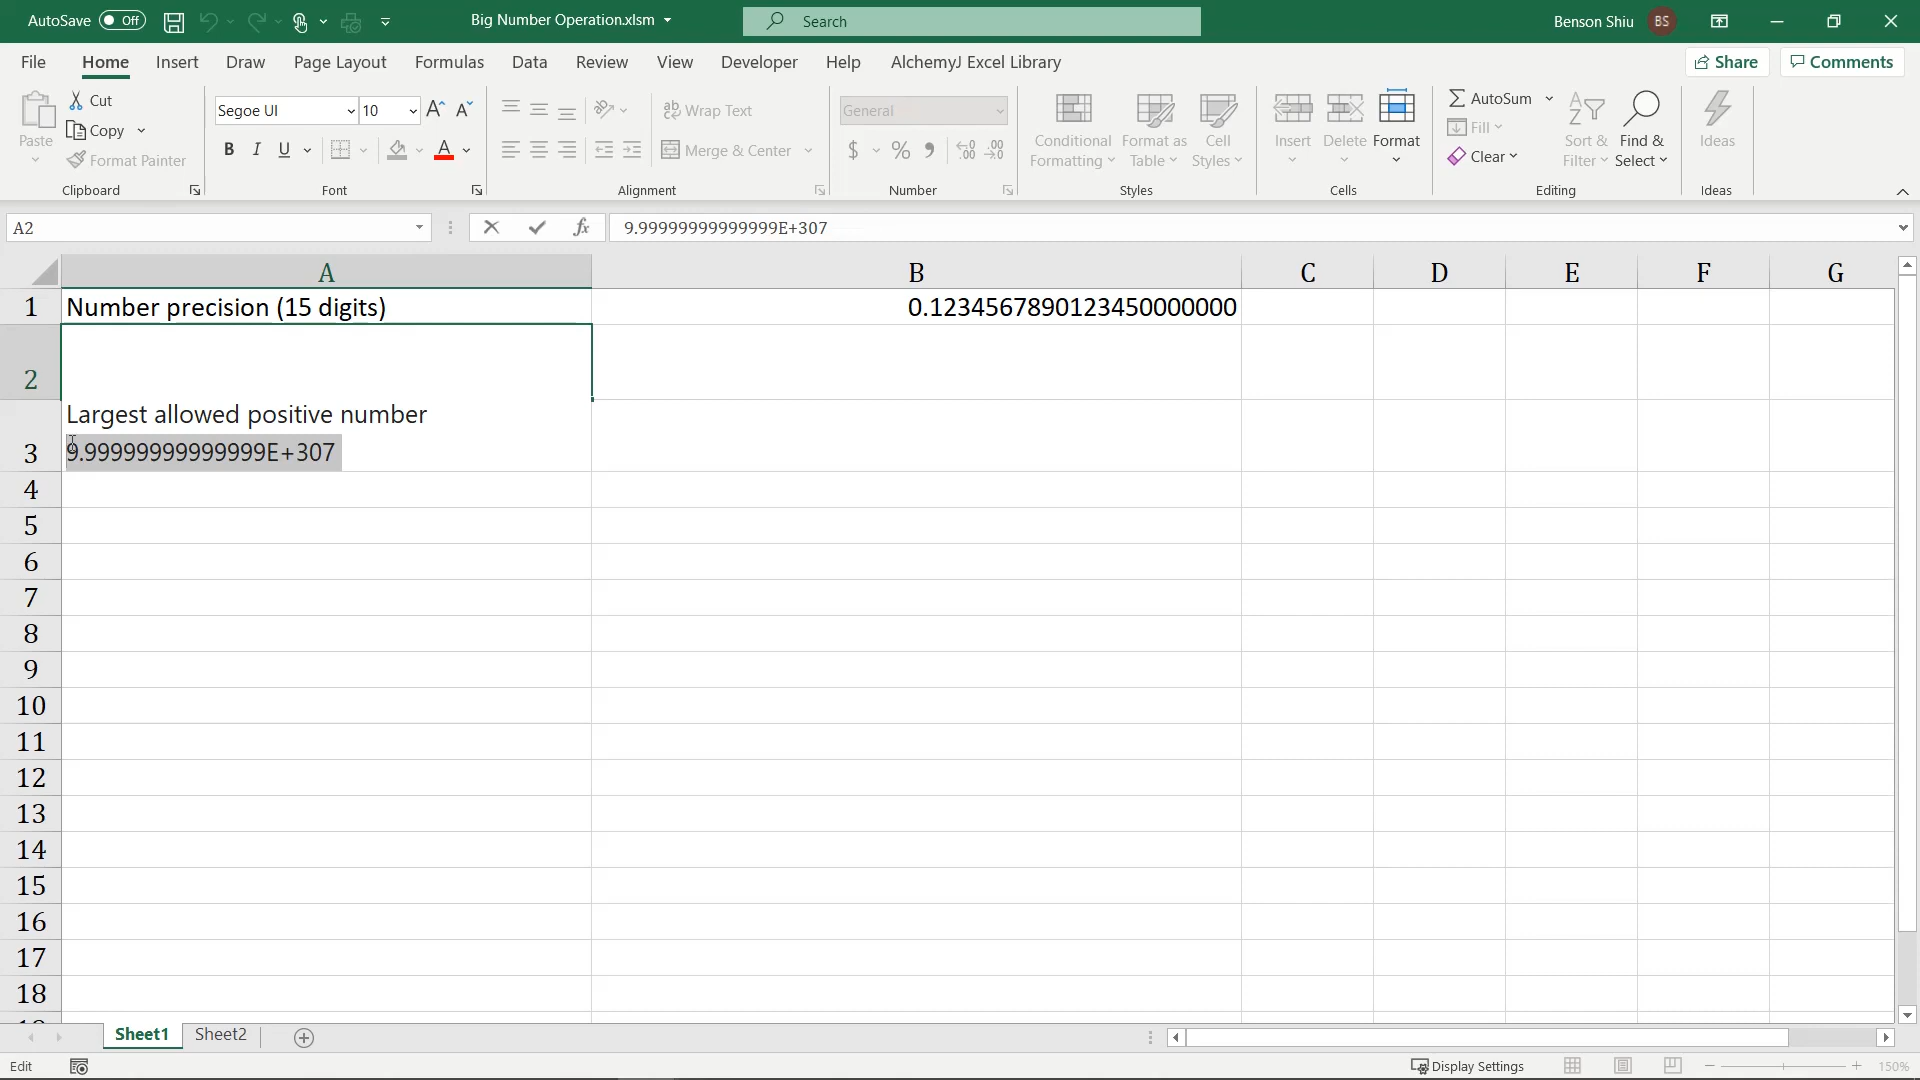 AutoSave Off Big Number Operation.xlsm Search Benson Shiu BS
File Home Insert Draw Page Layout Formulas Data Review View Developer Help AlchemyJ Excel Library Share Comments
Paste
Cut
Copy
Format Painter
Clipboard
Segoe UI 10
B I U A
Font
Wrap Text
Merge & Center
Alignment
General
$ % 9 .00
Number
Conditional Formatting
Format as Table
Cell Styles
Styles
Insert Delete Format
Cells
AutoSum
Fill
Clear
Sort & Filter
Find & Select
Editing
Ideas
Ideas
A2 fx 9.99999999999999E+307
A B C D E F G
1 Number precision (15 digits) 0.1234567890123450000000
2
Largest allowed positive number
3 9.99999999999999E+307
4
5
6
7
8
9
10
11
12
13
14
15
16
17
18
Sheet1 Sheet2
Edit Display Settings 150%